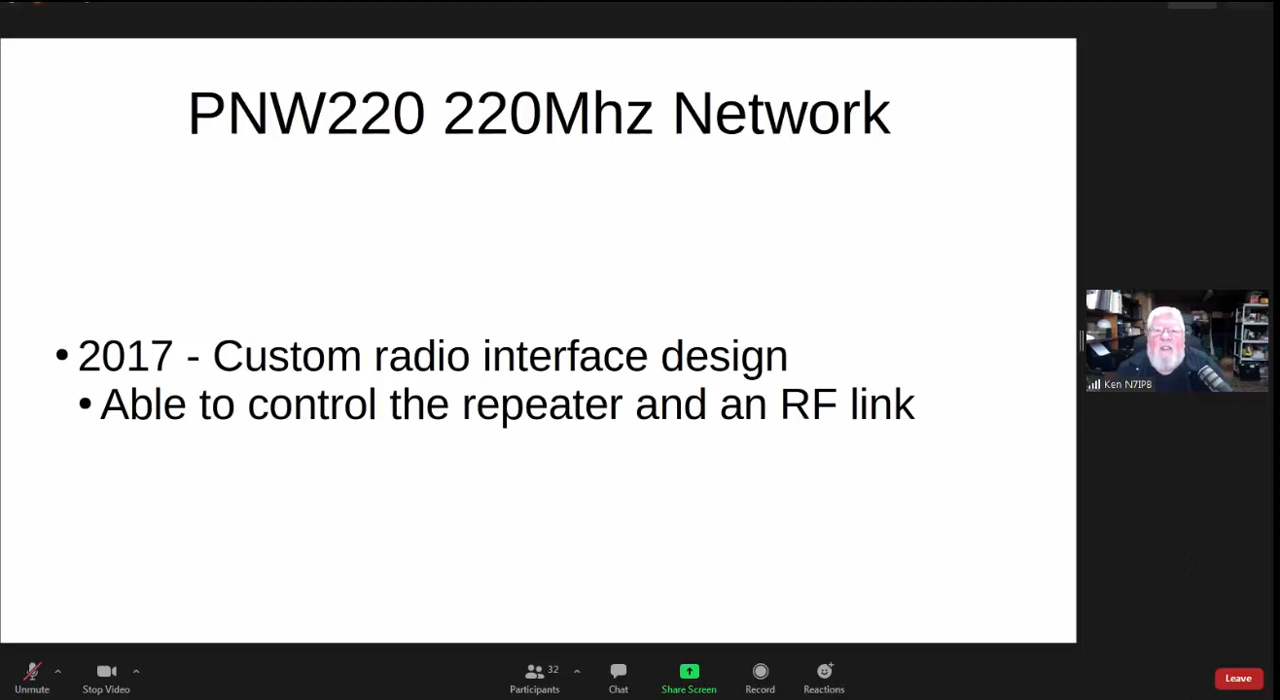 PNW220 220Mhz Network
• 2017 - Custom radio interface design
• Able to control the repeater and an RF link
Ken N7IPB
Unmute
Stop Video
32
Participants
Chat
Share Screen
Record
Reactions
Leave